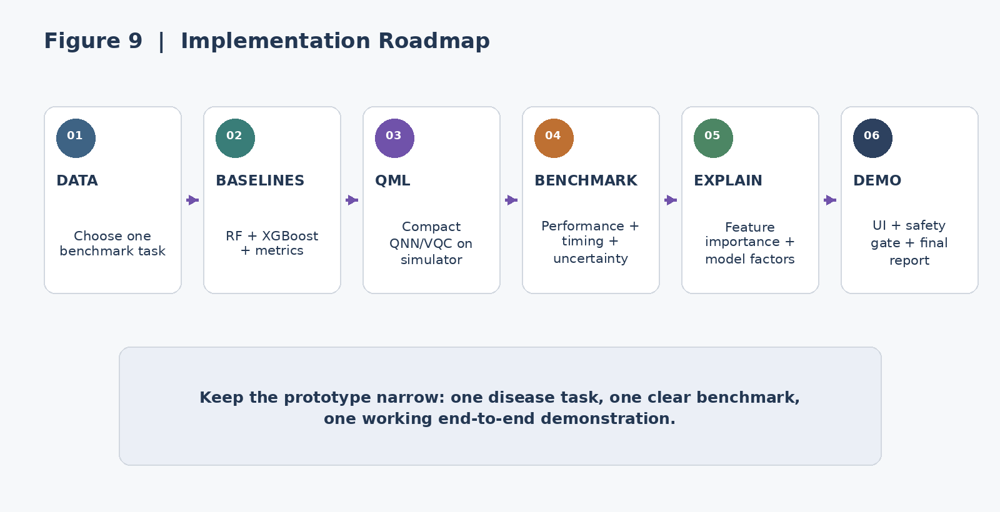 Figure 9 | Implementation Roadmap
01
DATA
Choose one
benchmark task
02
BASELINES
RF + XGBoost
+ metrics
03
QML
Compact
QNN/VQC on
simulator
04
BENCHMARK
Performance +
timing +
uncertainty
05
EXPLAIN
Feature
importance +
model factors
06
DEMO
UI + safety
gate + final
report
Keep the prototype narrow: one disease task, one clear benchmark,
one working end-to-end demonstration.